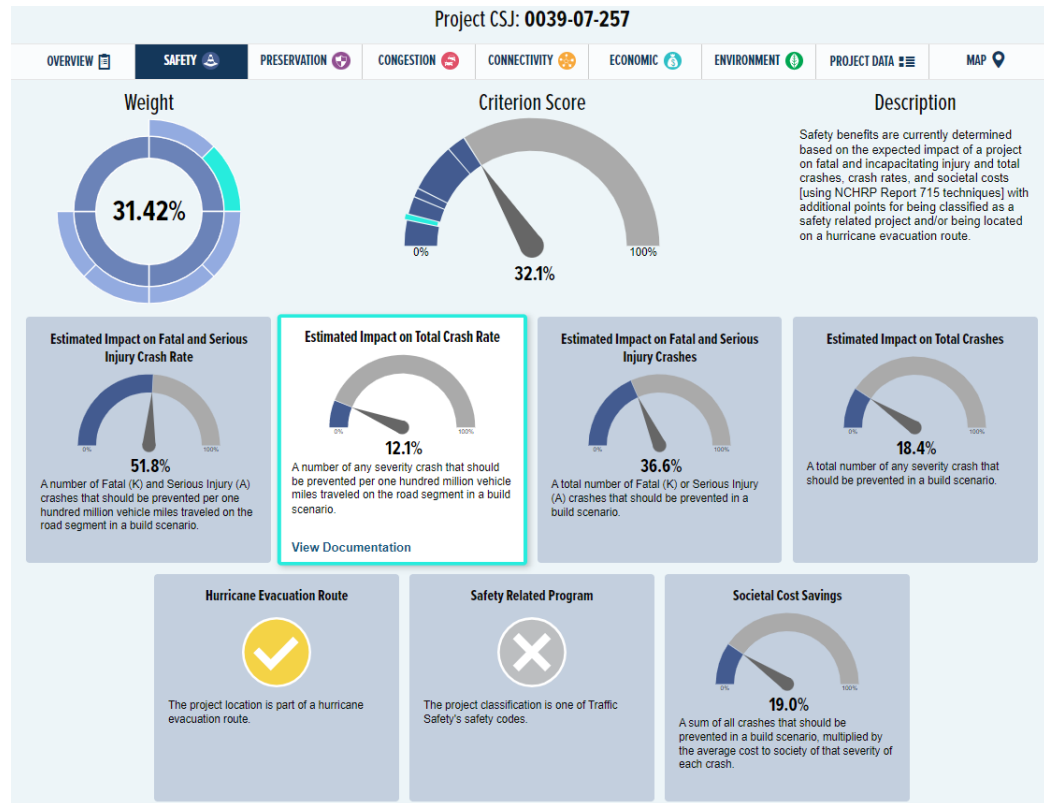 Project CSJ: 0039-07-257
OVERVIEW
SAFETY
PRESERVATION
CONGESTION
CONNECTIVITY
ECONOMIC
ENVIRONMENT
PROJECT DATA
MAP
Weight
31.42%
Criterion Score
0%
100%
32.1%
Description
Safety benefits are currently determined
based on the expected impact of a project
on fatal and incapacitating injury and total
crashes, crash rates, and societal costs
[using NCHRP Report 715 techniques] with
additional points for being classified as a
safety related project and/or being located
on a hurricane evacuation route.
Estimated Impact on Fatal and Serious
Injury Crash Rate
0%
100%
51.8%
A number of Fatal (K) and Serious Injury (A)
crashes that should be prevented per one
hundred million vehicle miles traveled on the
road segment in a build scenario.
Estimated Impact on Total Crash Rate
0%
100%
12.1%
A number of any severity crash that should
be prevented per one hundred million vehicle
miles traveled on the road segment in a build
scenario.
View Documentation
Estimated Impact on Fatal and Serious
Injury Crashes
0%
100%
36.6%
A total number of Fatal (K) or Serious Injury
(A) crashes that should be prevented in a
build scenario.
Estimated Impact on Total Crashes
0%
100%
18.4%
A total number of any severity crash that
should be prevented in a build scenario.
Hurricane Evacuation Route
The project location is part of a hurricane
evacuation route.
Safety Related Program
The project classification is one of Traffic
Safety's safety codes.
Societal Cost Savings
0%
100%
19.0%
A sum of all crashes that should be
prevented in a build scenario, multiplied by
the average cost to society of that severity of
each crash.